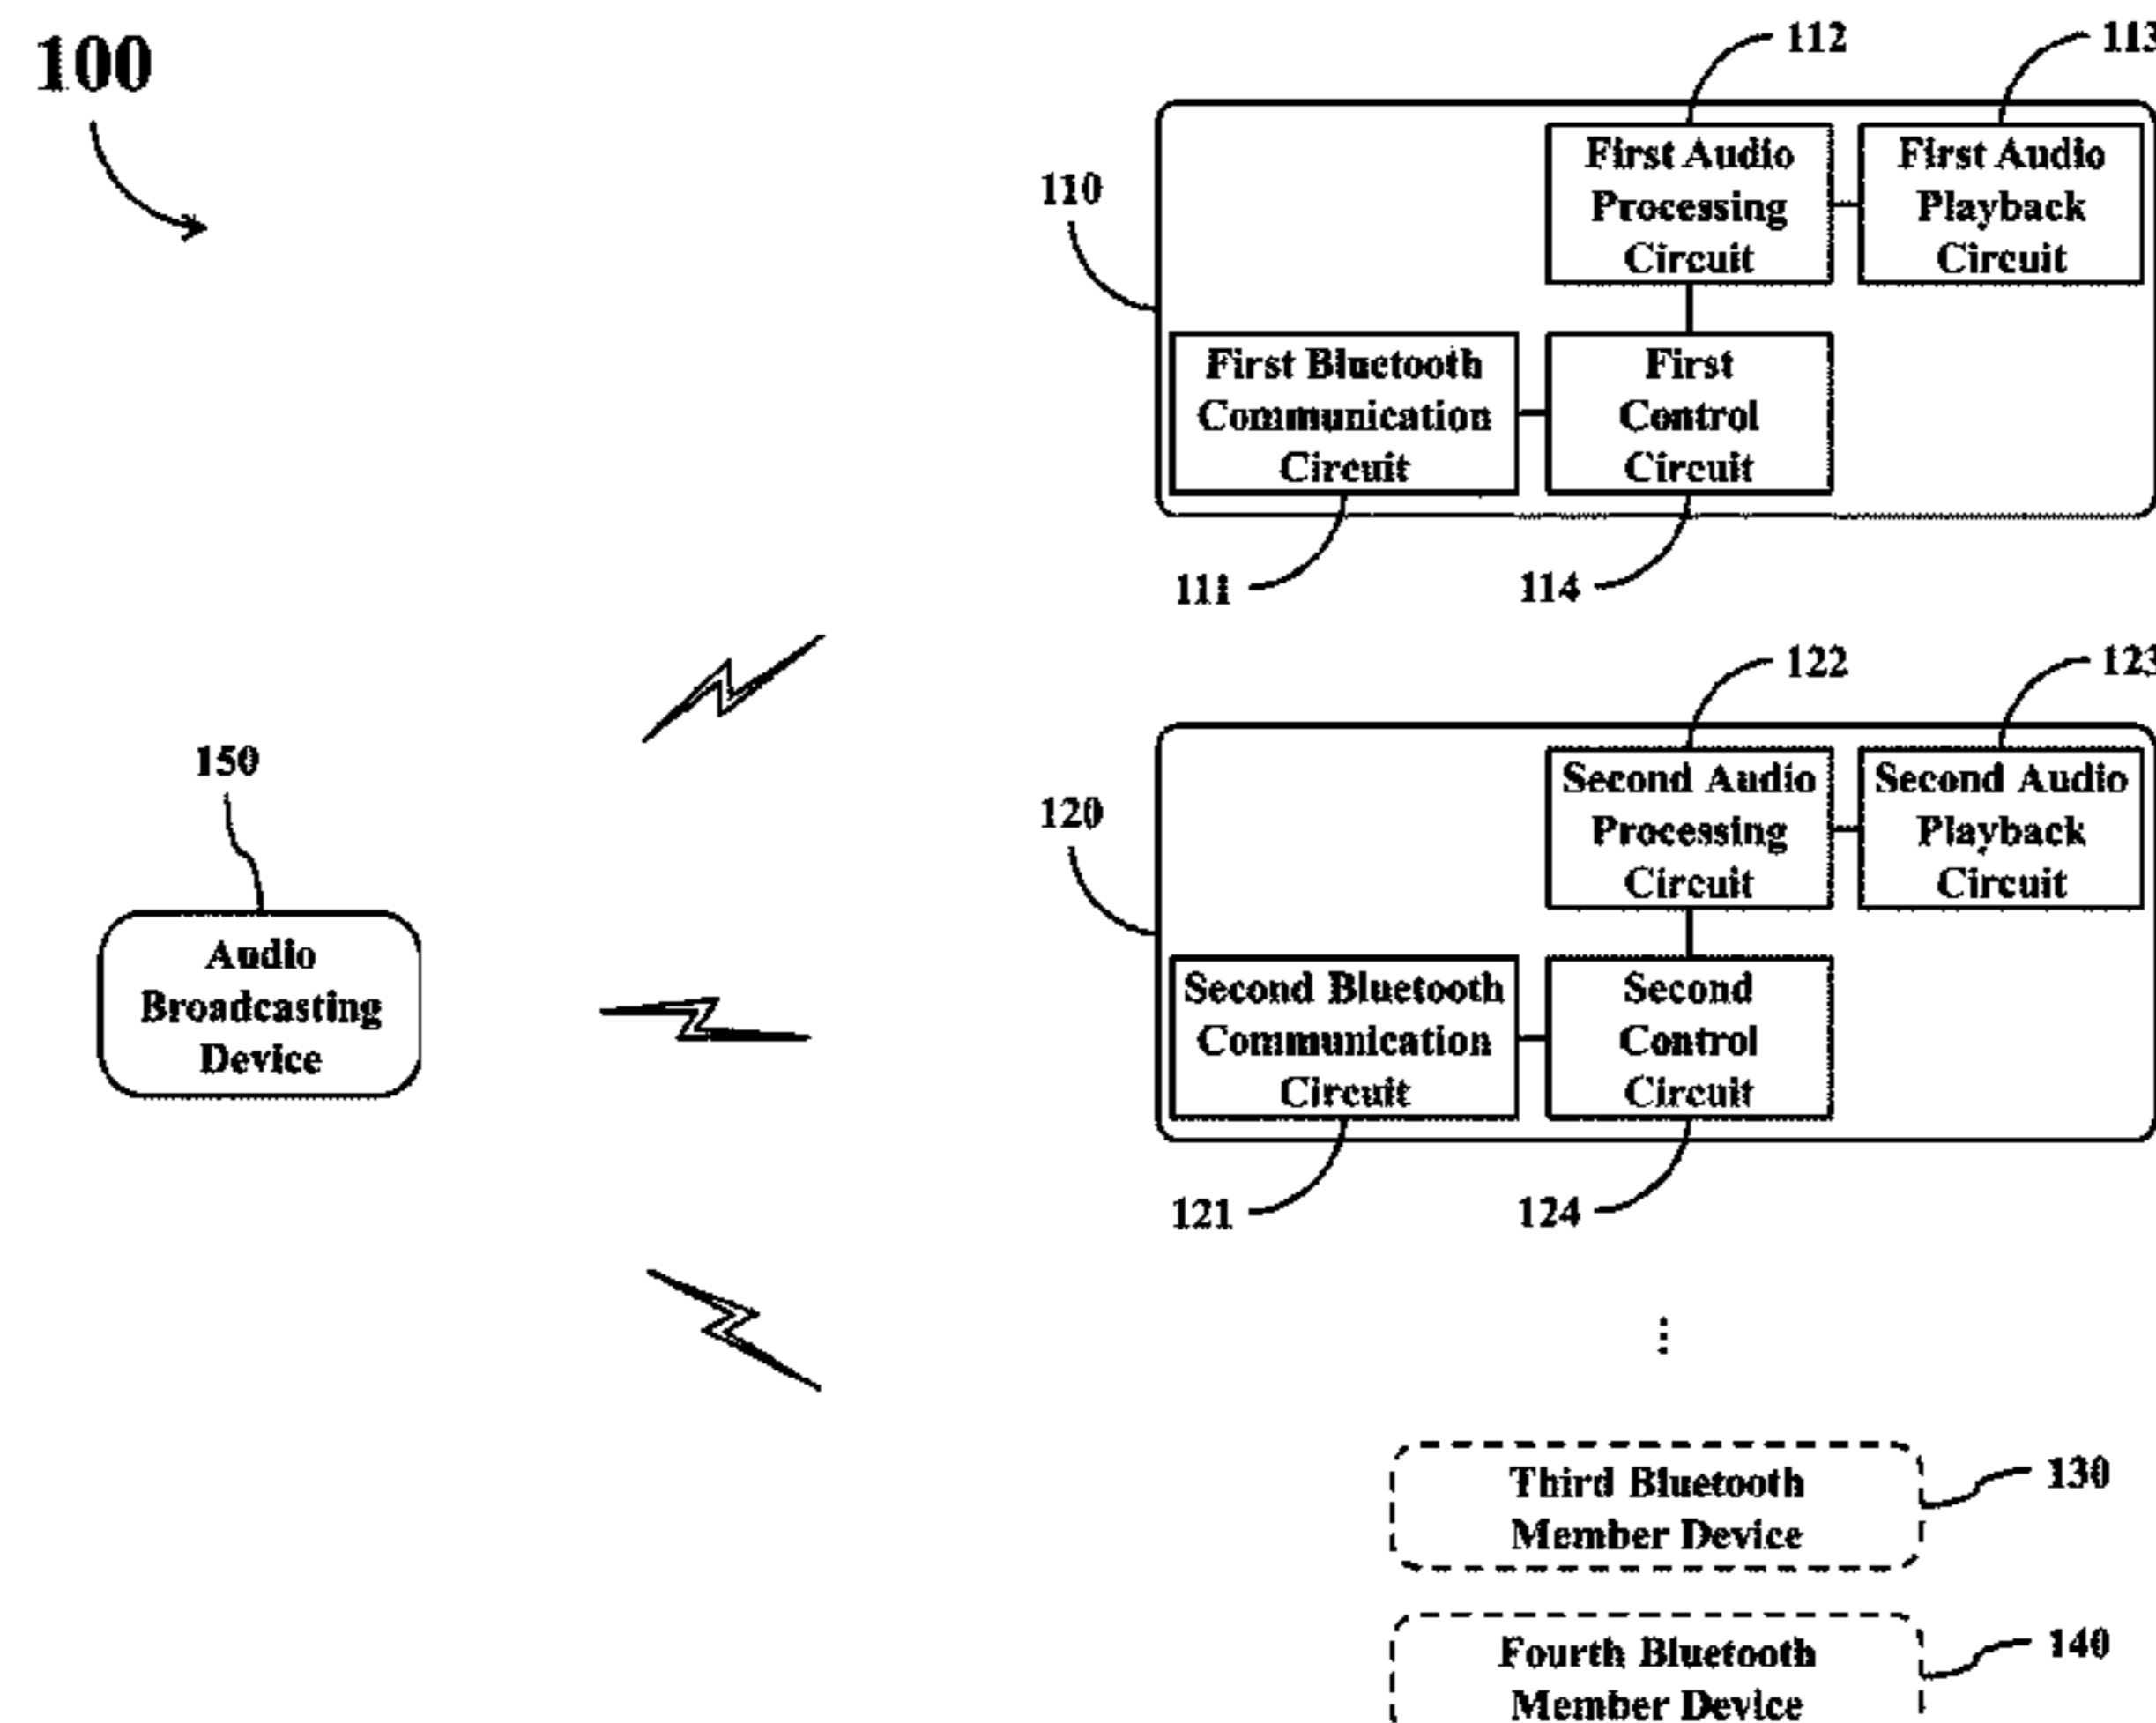 100
112
113
First Audio
Processing
Circuit
First Audio
Playback
Circuit
110
First Bluetooth
Communication
Circuit
First
Control
Circuit
111
114
122
123
150
Second Audio
Processing
Circuit
Second Audio
Playback
Circuit
120
Audio
Broadcasting
Device
Second Bluetooth
Communication
Circuit
Second
Control
Circuit
121
124
⋮
Third Bluetooth
Member Device
130
Fourth Bluetooth
Member Device
140